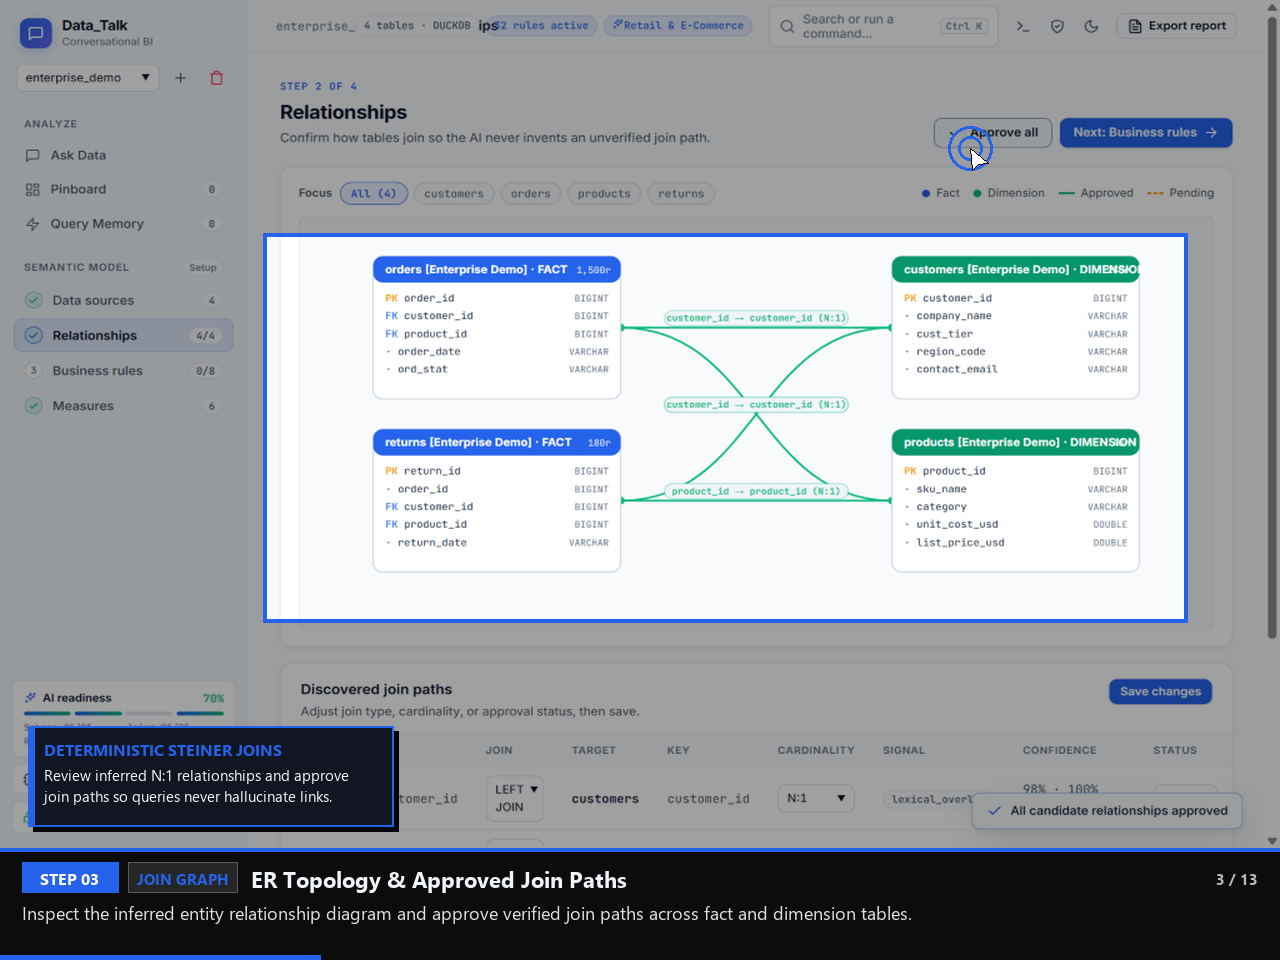 Data_Talk
Conversational BI
enterprise_demo
ANALYZE
Ask Data
Pinboard 0
Query Memory 0
SEMANTIC MODEL Setup
Data sources 4
Relationships 4/4
3 Business rules 0/8
Measures 6
AI readiness 70%
enterprise_ 4 tables · DUCKDB ips 2 rules active Retail & E-Commerce
Search or run a command... Ctrl K
Export report
STEP 2 OF 4
Relationships
Confirm how tables join so the AI never invents an unverified join path.
Approve all Next: Business rules →
Focus All (4) customers orders products returns
Fact Dimension Approved Pending
orders [Enterprise Demo] · FACT 1,500r
PK order_id BIGINT
FK customer_id BIGINT
FK product_id BIGINT
· order_date VARCHAR
· ord_stat VARCHAR
customers [Enterprise Demo] · DIMENSION
PK customer_id BIGINT
· company_name VARCHAR
· cust_tier VARCHAR
· region_code VARCHAR
· contact_email VARCHAR
customer_id → customer_id (N:1)
customer_id → customer_id (N:1)
product_id → product_id (N:1)
returns [Enterprise Demo] · FACT 180r
PK return_id BIGINT
· order_id BIGINT
FK customer_id BIGINT
FK product_id BIGINT
· return_date VARCHAR
products [Enterprise Demo] · DIMENSION
PK product_id BIGINT
· sku_name VARCHAR
· category VARCHAR
· unit_cost_usd DOUBLE
· list_price_usd DOUBLE
Discovered join paths
Adjust join type, cardinality, or approval status, then save.
Save changes
JOIN TARGET KEY CARDINALITY SIGNAL CONFIDENCE STATUS
tomer_id LEFT JOIN customers customer_id N:1 lexical_overl 98% · 100%
All candidate relationships approved
DETERMINISTIC STEINER JOINS
Review inferred N:1 relationships and approve
join paths so queries never hallucinate links.
STEP 03 JOIN GRAPH ER Topology & Approved Join Paths 3 / 13
Inspect the inferred entity relationship diagram and approve verified join paths across fact and dimension tables.